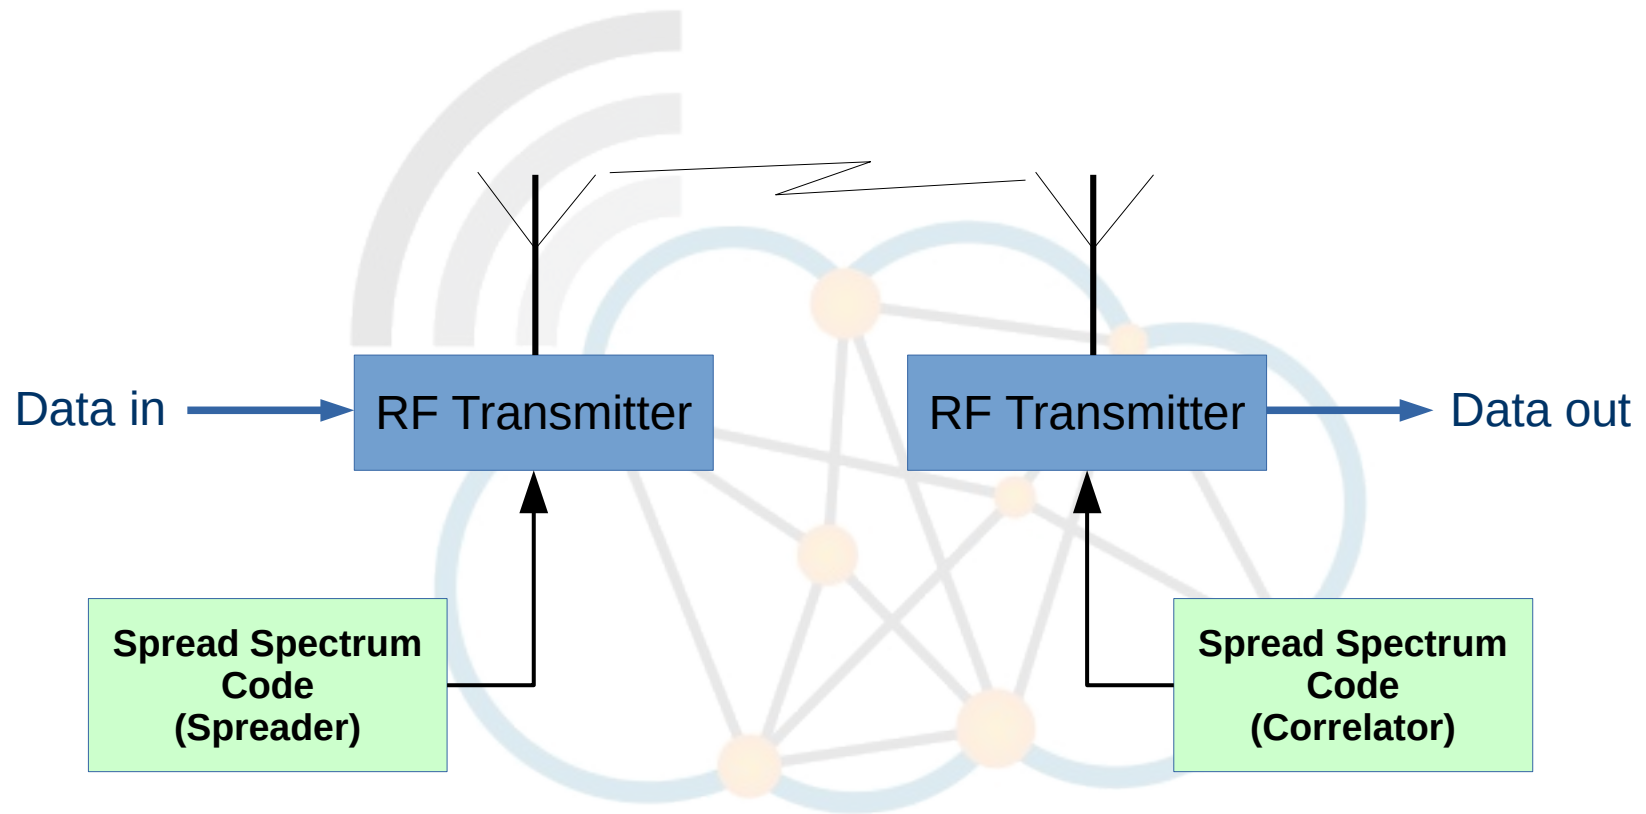 Data in
RF Transmitter
RF Transmitter
Data out
Spread Spectrum
Code
(Spreader)
Spread Spectrum
Code
(Correlator)